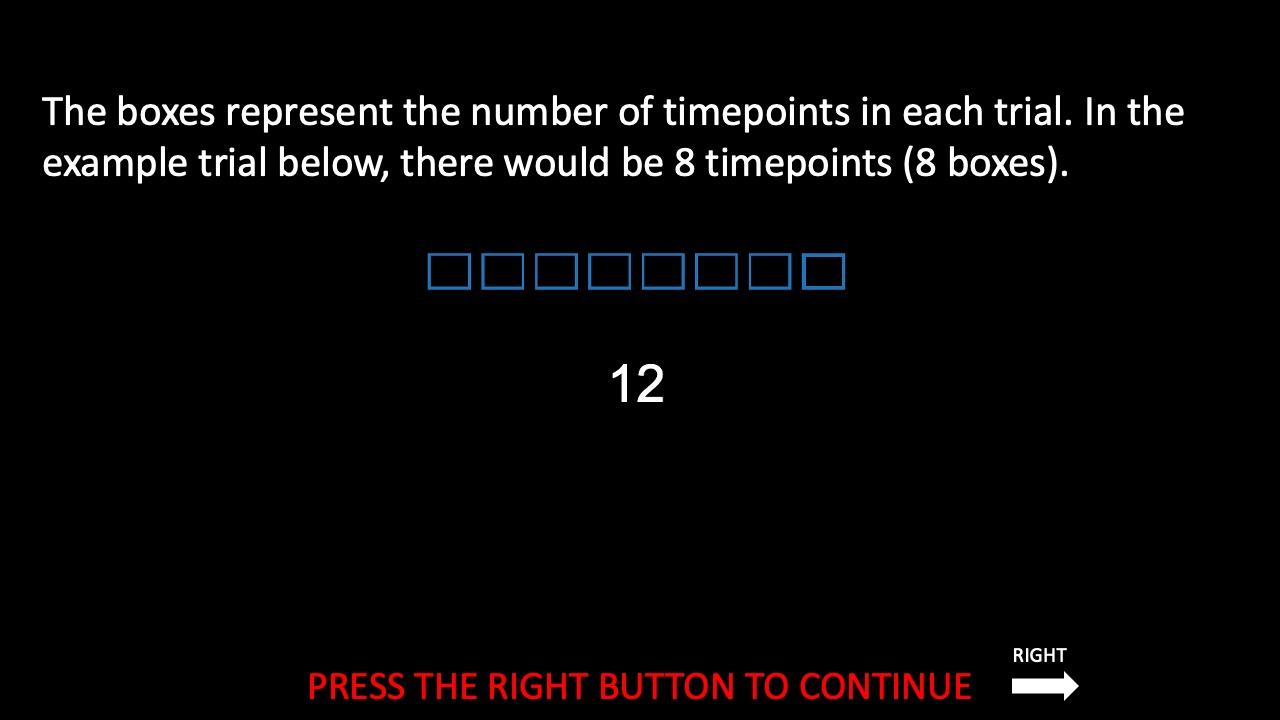 The boxes represent the number of timepoints in each trial. In the
example trial below, there would be 8 timepoints (8 boxes).
12
RIGHT
PRESS THE RIGHT BUTTON TO CONTINUE